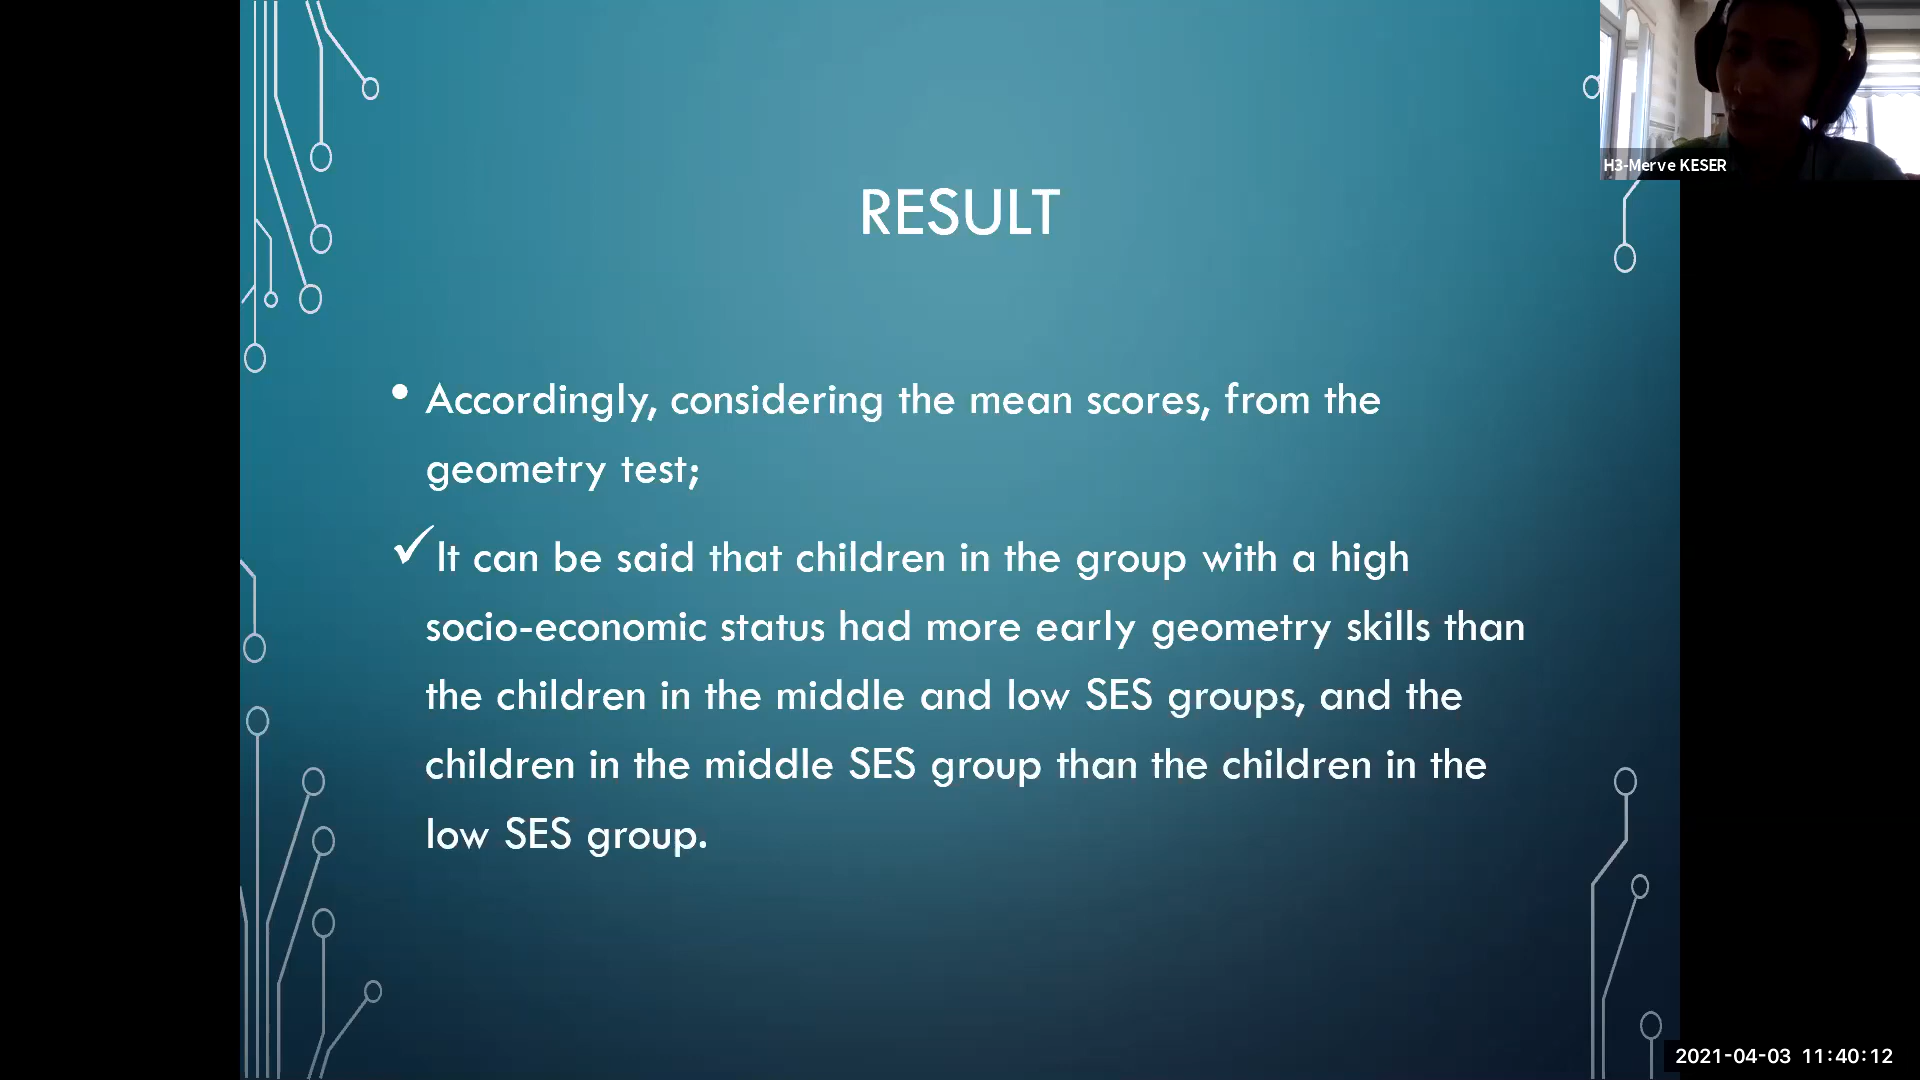 H3-Merve KESER
RESULT
• Accordingly, considering the mean scores, from the
geometry test;
✓It can be said that children in the group with a high
socio-economic status had more early geometry skills than
the children in the middle and low SES groups, and the
children in the middle SES group than the children in the
low SES group.
2021-04-03 11:40:12